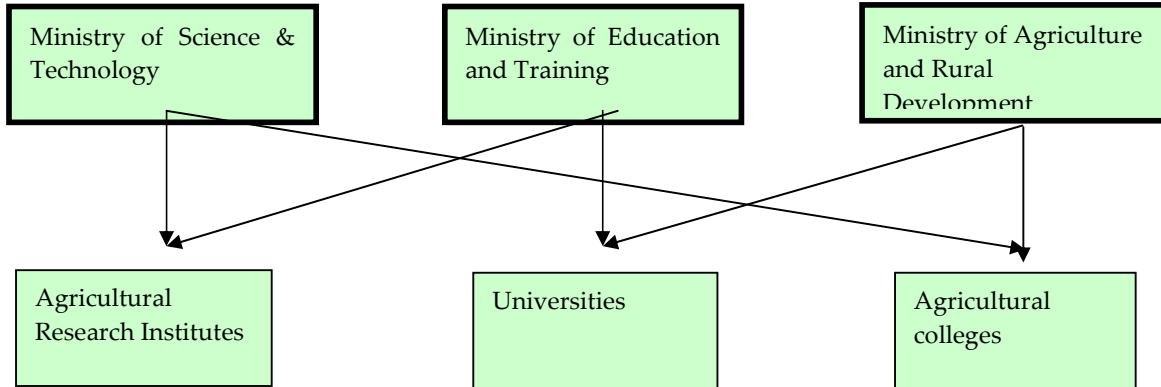 Ministry of Science &
Technology
Ministry of Education
and Training
Ministry of Agriculture
and Rural
Development
Agricultural
Research Institutes
Universities
Agricultural
colleges